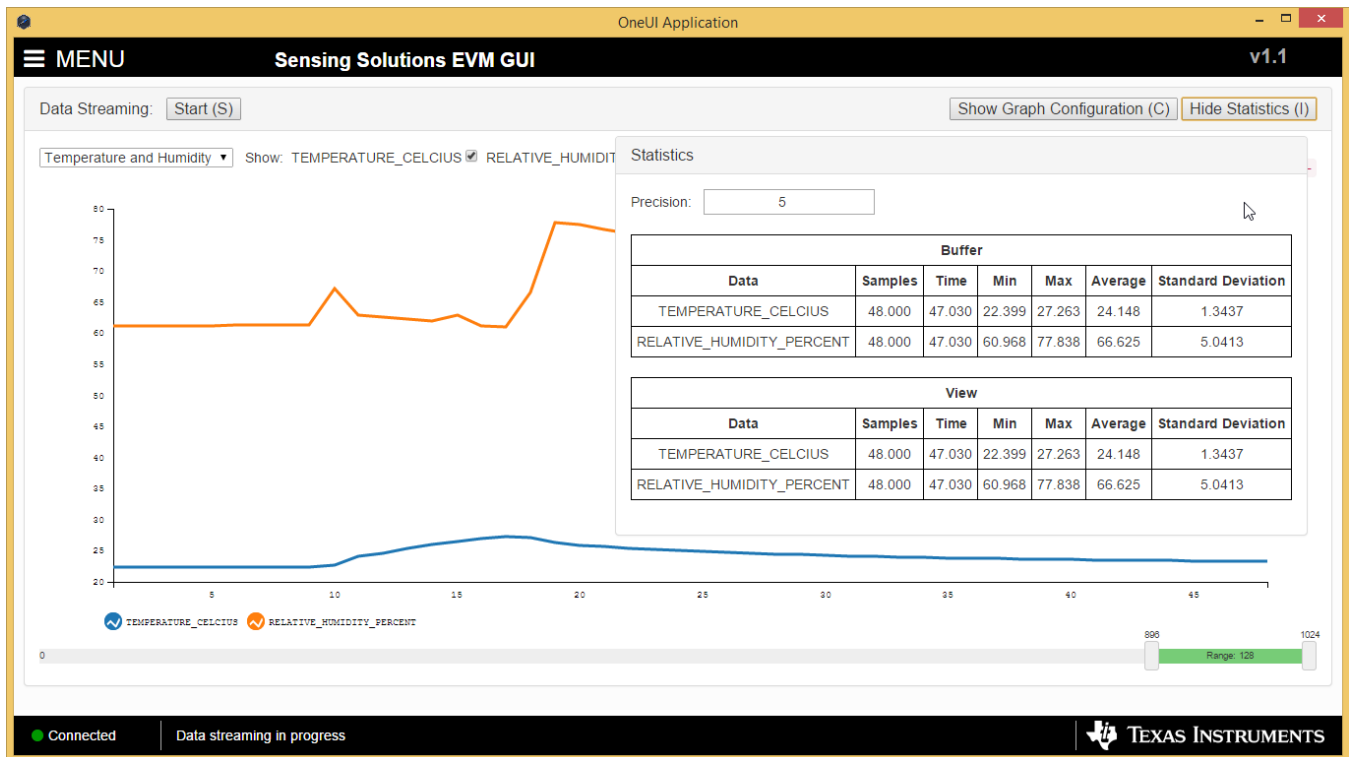 OneUI Application
MENU
Sensing Solutions EVM GUI
v1.1
Data Streaming: Start (S)
Show Graph Configuration (C) Hide Statistics (I)
Temperature and Humidity Show: TEMPERATURE_CELCIUS RELATIVE_HUMIDIT
Statistics
Precision: 5
Buffer
Data Samples Time Min Max Average Standard Deviation
TEMPERATURE_CELCIUS 48.000 47.030 22.399 27.263 24.148 1.3437
RELATIVE_HUMIDITY_PERCENT 48.000 47.030 60.968 77.838 66.625 5.0413
View
Data Samples Time Min Max Average Standard Deviation
TEMPERATURE_CELCIUS 48.000 47.030 22.399 27.263 24.148 1.3437
RELATIVE_HUMIDITY_PERCENT 48.000 47.030 60.968 77.838 66.625 5.0413
80
75
70
65
60
55
50
45
40
35
30
25
20
5 10 15 20 25 30 35 40 45
TEMPERATURE_CELCIUS RELATIVE_HUMIDITY_PERCENT
896 1024
0 Range: 128
Connected Data streaming in progress
TEXAS INSTRUMENTS